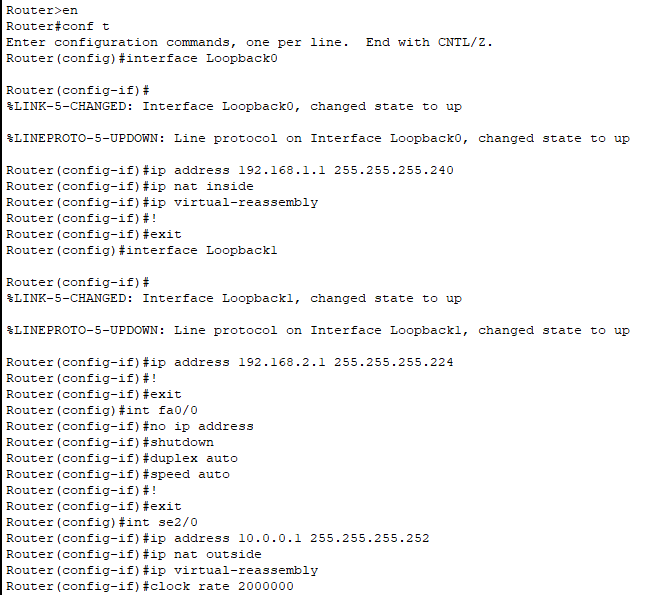 Router>en
Router#conf t
Enter configuration commands, one per line.  End with CNTL/Z.
Router(config)#interface Loopback0
Router(config-if)#
%LINK-5-CHANGED: Interface Loopback0, changed state to up
%LINEPROTO-5-UPDOWN: Line protocol on Interface Loopback0, changed state to up
Router(config-if)#ip address 192.168.1.1 255.255.255.240
Router(config-if)#ip nat inside
Router(config-if)#ip virtual-reassembly
Router(config-if)#!
Router(config-if)#exit
Router(config)#interface Loopback1
Router(config-if)#
%LINK-5-CHANGED: Interface Loopback1, changed state to up
%LINEPROTO-5-UPDOWN: Line protocol on Interface Loopback1, changed state to up
Router(config-if)#ip address 192.168.2.1 255.255.255.224
Router(config-if)#!
Router(config-if)#exit
Router(config)#int fa0/0
Router(config-if)#no ip address
Router(config-if)#shutdown
Router(config-if)#duplex auto
Router(config-if)#speed auto
Router(config-if)#!
Router(config-if)#exit
Router(config)#int se2/0
Router(config-if)#ip address 10.0.0.1 255.255.255.252
Router(config-if)#ip nat outside
Router(config-if)#ip virtual-reassembly
Router(config-if)#clock rate 2000000